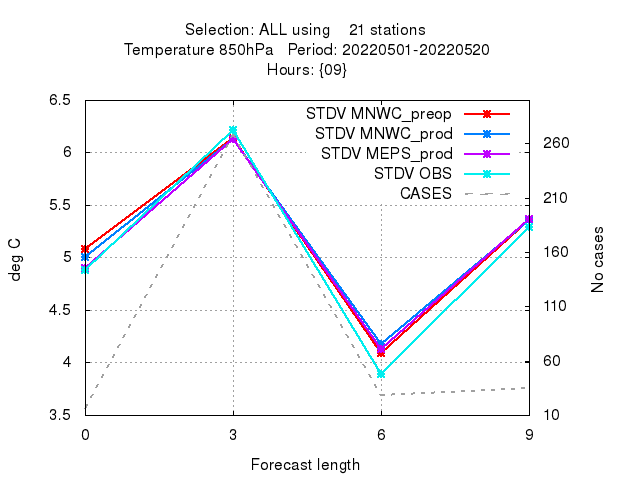 Selection: ALL using    21 stations
Temperature 850hPa   Period: 20220501-20220520
Hours: {09}
6.5
6
5.5
5
4.5
4
3.5
deg C
STDV MNWC_preop
STDV MNWC_prod
STDV MEPS_prod
STDV OBS
CASES
260
210
160
110
60
10
No cases
0 3 6 9
Forecast length